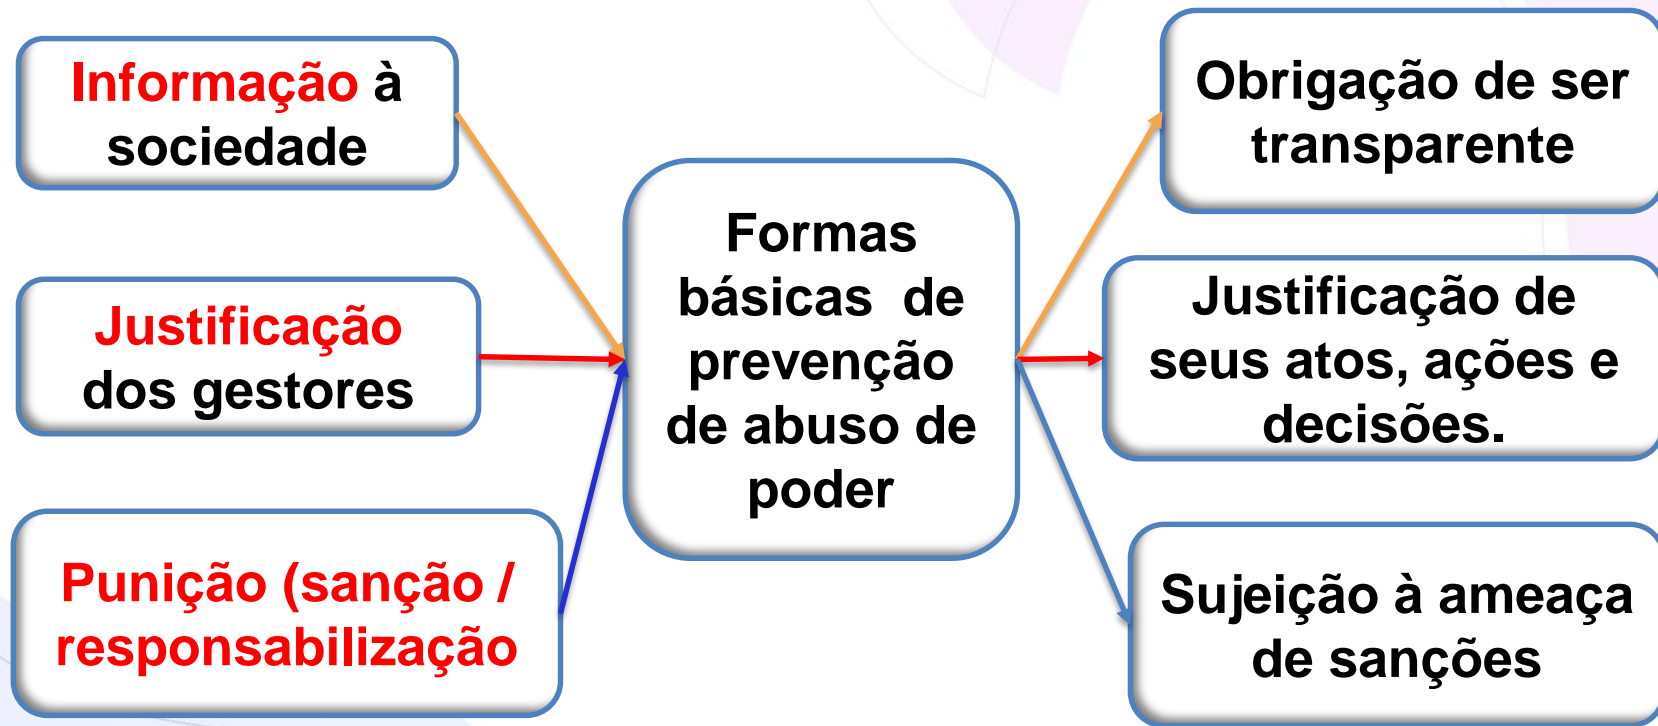 Informação à
sociedade
Justificação
dos gestores
Punição (sanção /
responsabilização
Formas
básicas  de
prevenção
de abuso de
poder
Obrigação de ser
transparente
Justificação de
seus atos, ações e
decisões.
Sujeição à ameaça
de sanções